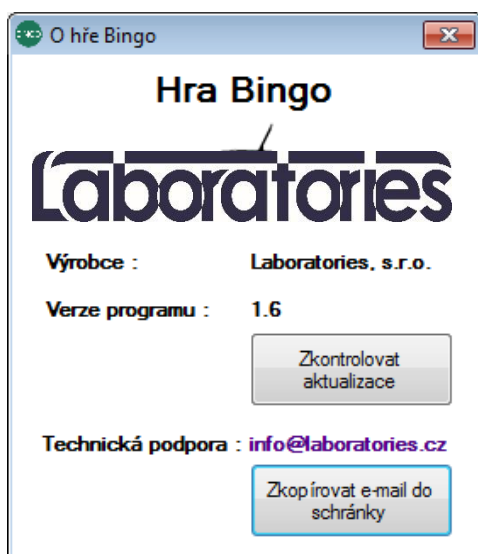 O hře Bingo
Hra Bingo
Laboratories
Výrobce : Laboratories, s.r.o.
Verze programu : 1.6
Zkontrolovat
aktualizace
Technická podpora : info@laboratories.cz
Zkopírovat e-mail do
schránky